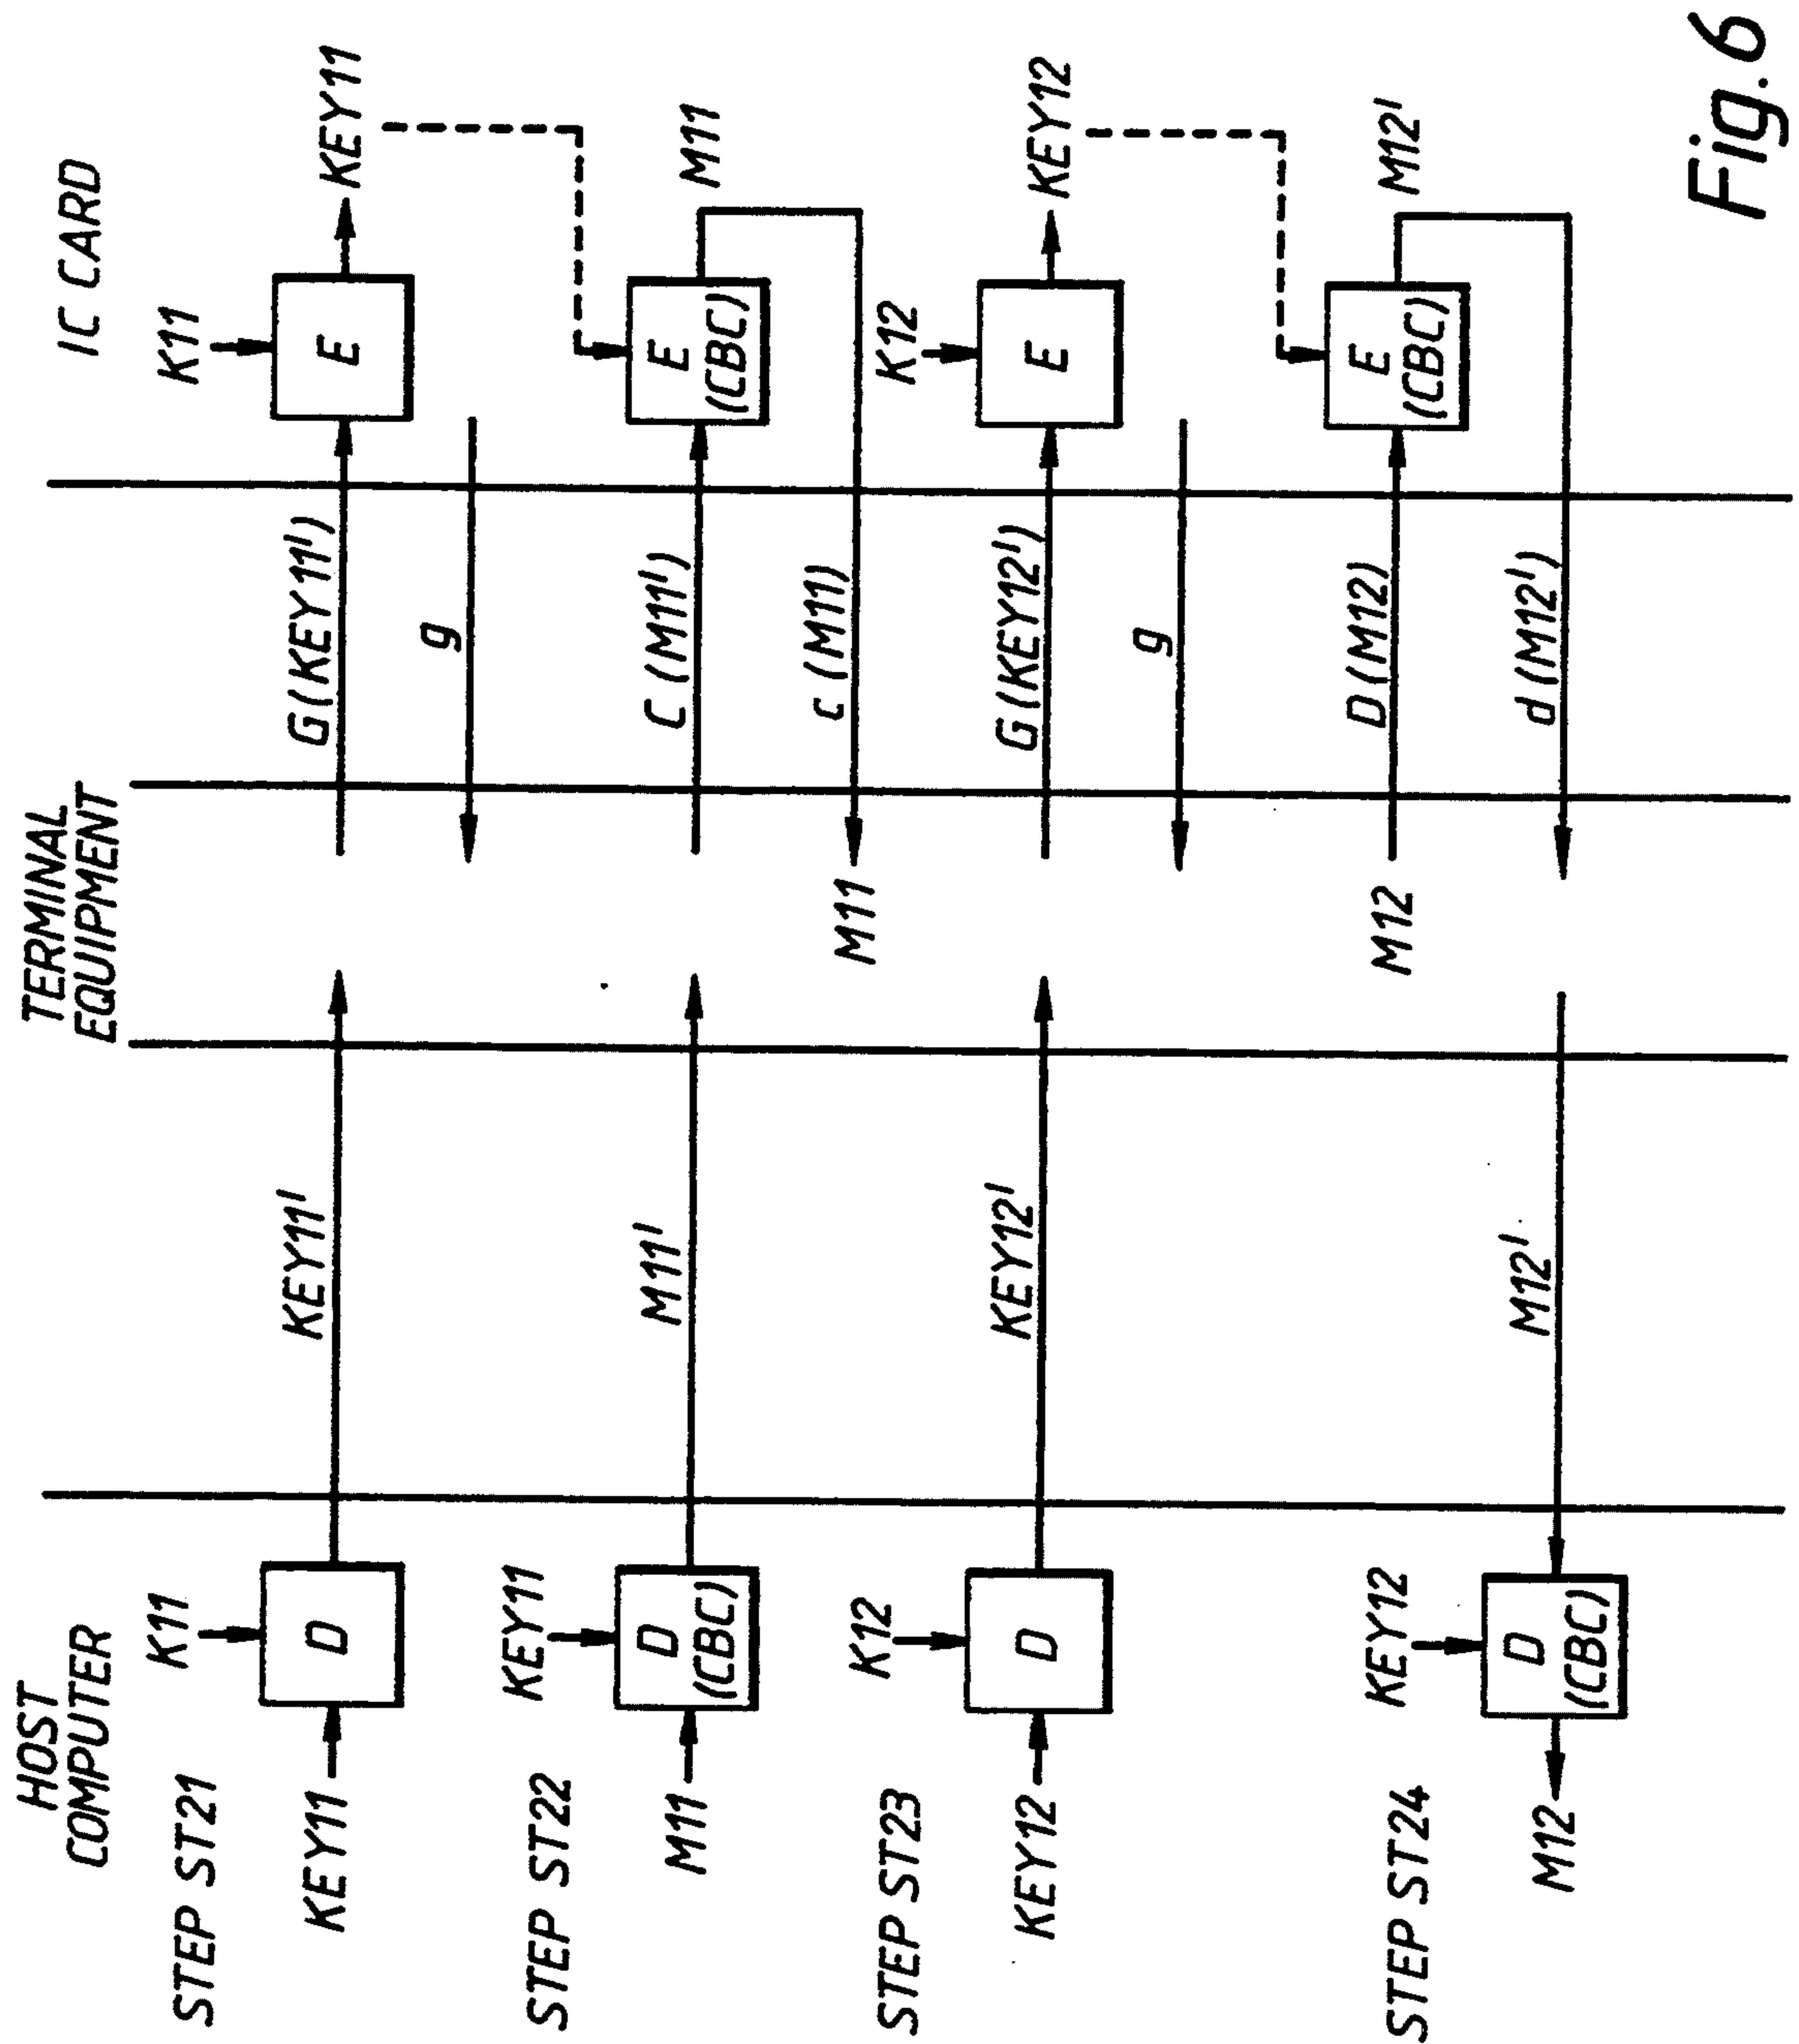 HOST
COMPUTER
TERMINAL
EQUIPMENT
IC CARD
STEP ST21
K11
K11
KEY11
D
KEY11'
G(KEY11')
E
KEY11
g
STEP ST22
KEY11
M11
D
(CBC)
M11'
C(M11')
E
(CBC)
M11
M11
c(M11)
STEP ST23
K12
K12
KEY12
D
KEY12'
G(KEY12')
E
KEY12
g
STEP ST24
KEY12
M12
D(M12)
E
(CBC)
M12'
M12
D
(CBC)
M12'
d(M12')
Fig.6